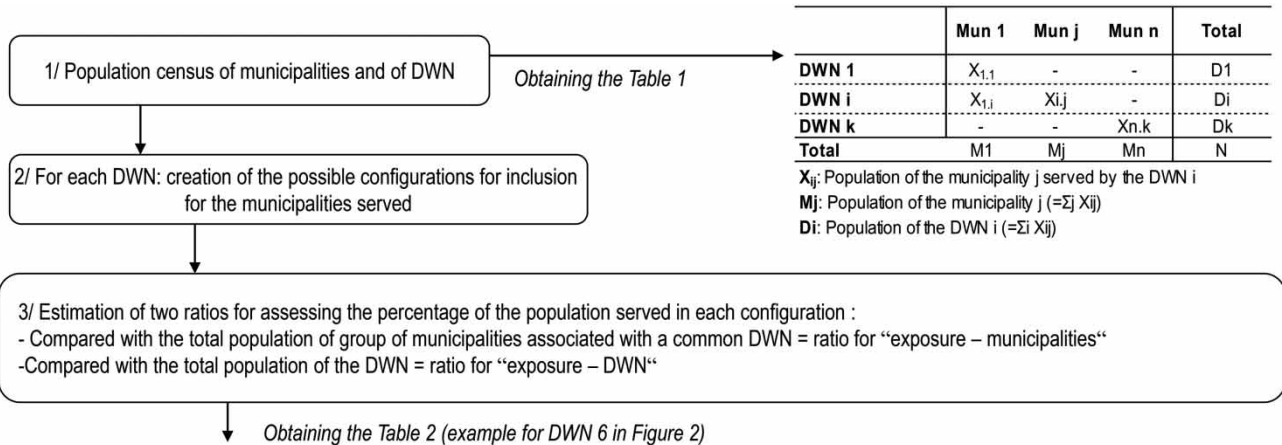 1/ Population census of municipalities and of DWN
Obtaining the Table 1
Mun 1 Mun j Mun n Total
DWN 1 X1.1 - - D1
DWN i X1.i Xi.j - Di
DWN k - - Xn.k Dk
Total M1 Mj Mn N
Xij: Population of the municipality j served by the DWN i
Mj: Population of the municipality j (=Σj Xij)
Di: Population of the DWN i (=Σi Xij)
2/ For each DWN: creation of the possible configurations for inclusion
for the municipalities served
3/ Estimation of two ratios for assessing the percentage of the population served in each configuration :
- Compared with the total population of group of municipalities associated with a common DWN = ratio for “exposure – municipalities“
-Compared with the total population of the DWN = ratio for “exposure – DWN“
Obtaining the Table 2 (example for DWN 6 in Figure 2)